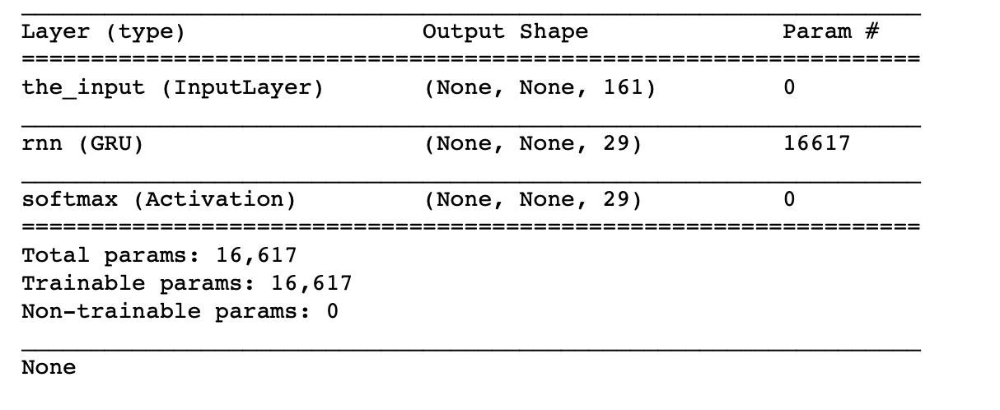 Layer (type) Output Shape Param #
=================================================================
the_input (InputLayer) (None, None, 161) 0
_________________________________________________________________
rnn (GRU) (None, None, 29) 16617
_________________________________________________________________
softmax (Activation) (None, None, 29) 0
=================================================================
Total params: 16,617
Trainable params: 16,617
Non-trainable params: 0
_________________________________________________________________
None